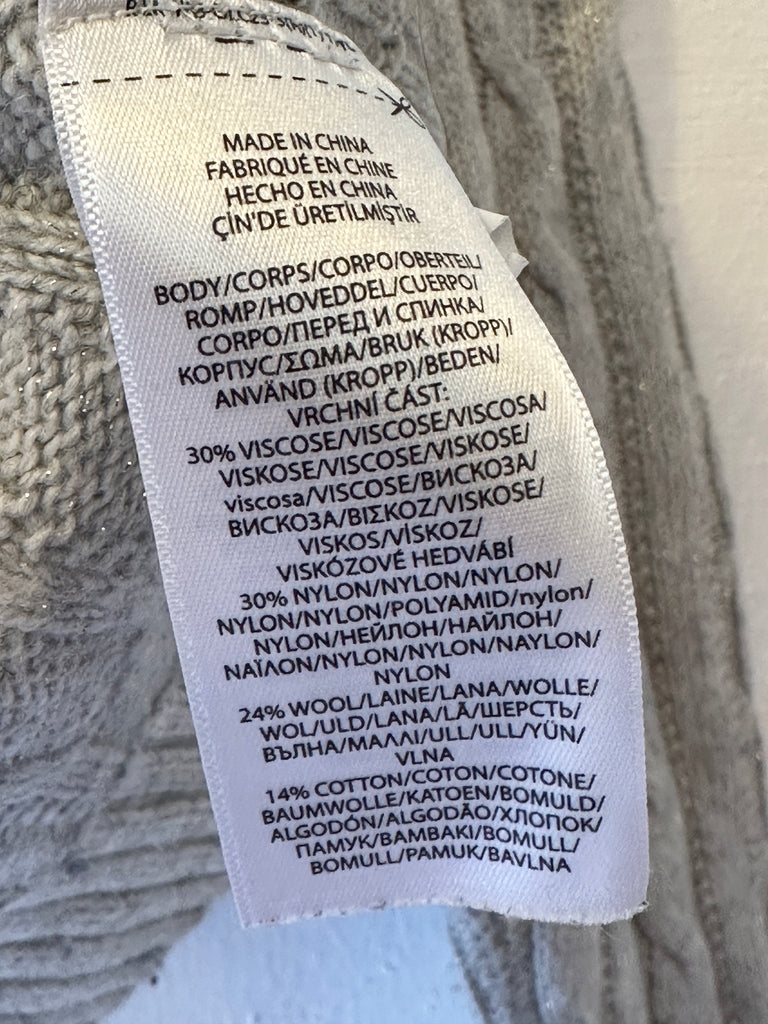 MADE IN CHINA
FABRIQUÉ EN CHINE
HECHO EN CHINA
ÇİN'DE ÜRETİLMİŞTİR
BODY/CORPS/CORPO/OBERTEIL/
ROMP/HOVEDDEL/CUERPO/
CORPO/ПЕРЕД И СПИНКА/
КОРПУС/ΣΩΜΑ/BRUK (KROPP)/
ANVÄND (KROPP)/BEDEN/
VRCHNÍ ČÁST:
30% VISCOSE/VISCOSE/VISCOSA/
VISKOSE/VISCOSE/VISKOSE/
viscosa/VISCOSE/ВИСКОЗА/
ВИСКОЗА/ΒΙΣΚΟΖ/VISKOSE/
VISKOS/VİSKOZ/
VISKÓZOVÉ HEDVÁBÍ
30% NYLON/NYLON/NYLON/
NYLON/NYLON/POLYAMID/nylon/
NYLON/НЕЙЛОН/НАЙЛОН/
ΝΑΪΛΟΝ/NYLON/NYLON/NAYLON/
NYLON
24% WOOL/LAINE/LANA/WOLLE/
WOL/ULD/LANA/LÃ/ШЕРСТЬ/
ВЪЛНА/ΜΑΛΛΙ/ULL/ULL/YÜN/
VLNA
14% COTTON/COTON/COTONE/
BAUMWOLLE/KATOEN/BOMULD/
ALGODÓN/ALGODÃO/ХЛОПОК/
ПАМУК/ΒΑΜΒΑΚΙ/BOMULL/
BOMULL/PAMUK/BAVLNA